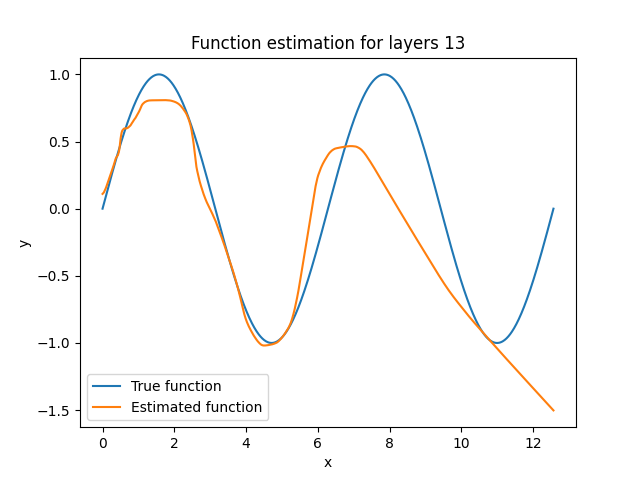 Function estimation for layers 13
1.0
0.5
0.0
−0.5
−1.0
−1.5
y
0 2 4 6 8 10 12
x
True function
Estimated function